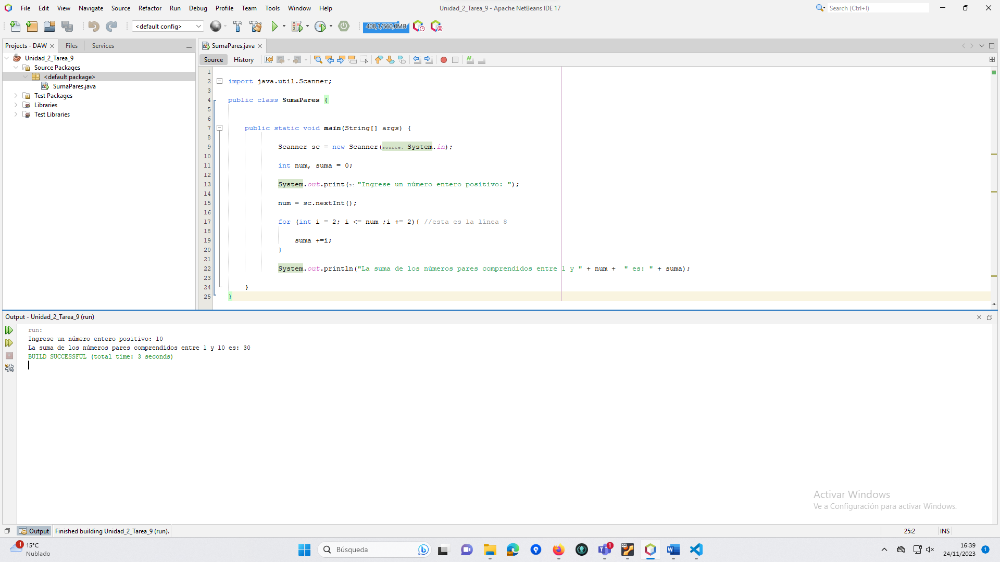 File Edit View Navigate Source Refactor Run Debug Profile Team Tools Window Help
Unidad_2_Tarea_9 - Apache NetBeans IDE 17
Search (Ctrl+I)
<default config>
408,1/560,0MB
Projects - DAW
Files
Services
Unidad_2_Tarea_9
Source Packages
<default package>
SumaPares.java
Test Packages
Libraries
Test Libraries
SumaPares.java
Source History
1
2 import java.util.Scanner;
3
4 public class SumaPares {
5
6
7 public static void main(String[] args) {
8
9 Scanner sc = new Scanner(source: System.in);
10
11 int num, suma = 0;
12
13 System.out.print(s: "Ingrese un número entero positivo: ");
14
15 num = sc.nextInt();
16
17 for (int i = 2; i <= num ;i += 2){ //esta es la línea 8
18
19 suma +=i;
20 }
21
22 System.out.println("La suma de los números pares comprendidos entre 1 y " + num + " es: " + suma);
23
24 }
25 }
Output - Unidad_2_Tarea_9 (run)
run:
Ingrese un número entero positivo: 10
La suma de los números pares comprendidos entre 1 y 10 es: 30
BUILD SUCCESSFUL (total time: 3 seconds)
Activar Windows
Ve a Configuración para activar Windows.
Output
Finished building Unidad_2_Tarea_9 (run).
25:2
INS
1
15°C
Nublado
Búsqueda
1
64
16:39
24/11/2023
1